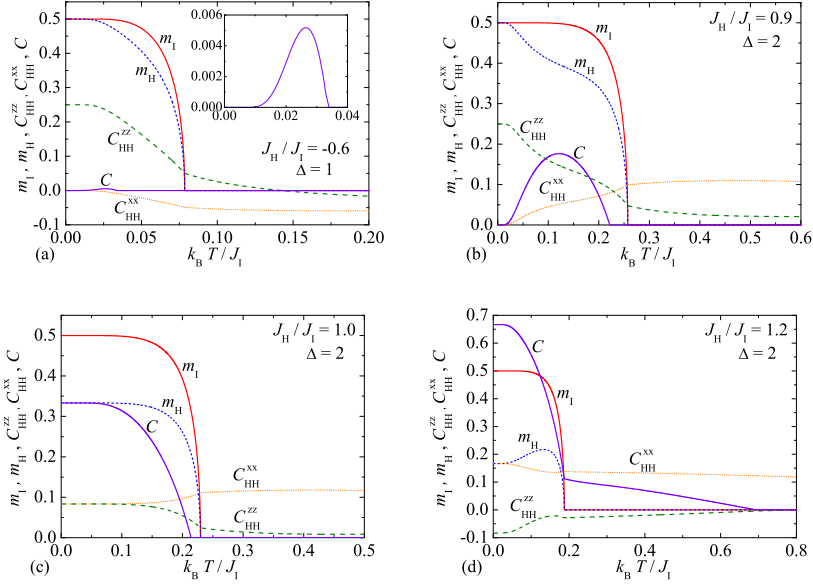 0.006
0.004
0.002
0.000
0.00 0.02 0.04
0.5
0.4
0.3
0.2
0.1
0.0
-0.1
m_I , m_H , C_HH^zz , C_HH^xx , C
m_I
m_H
C_HH^zz
C
C_HH^xx
J_H / J_I = -0.6
Δ = 1
0.00 0.05 0.10 0.15 0.20
(a) k_B T / J_I
0.5
0.4
0.3
0.2
0.1
0.0
m_I , m_H , C_HH^zz , C_HH^xx , C
J_H / J_I = 0.9
Δ = 2
m_I
m_H
C_HH^zz
C
C_HH^xx
0.0 0.1 0.2 0.3 0.4 0.5 0.6
(b) k_B T / J_I
0.5
0.4
0.3
0.2
0.1
0.0
m_I , m_H , C_HH^zz , C_HH^xx , C
J_H / J_I = 1.0
Δ = 2
m_I
m_H
C
C_HH^xx
C_HH^zz
0.0 0.1 0.2 0.3 0.4 0.5
(c) k_B T / J_I
0.7
0.6
0.5
0.4
0.3
0.2
0.1
0.0
-0.1
m_I , m_H , C_HH^zz , C_HH^xx , C
J_H / J_I = 1.2
Δ = 2
C
m_I
m_H
C_HH^xx
C_HH^zz
0.0 0.2 0.4 0.6 0.8
(d) k_B T / J_I